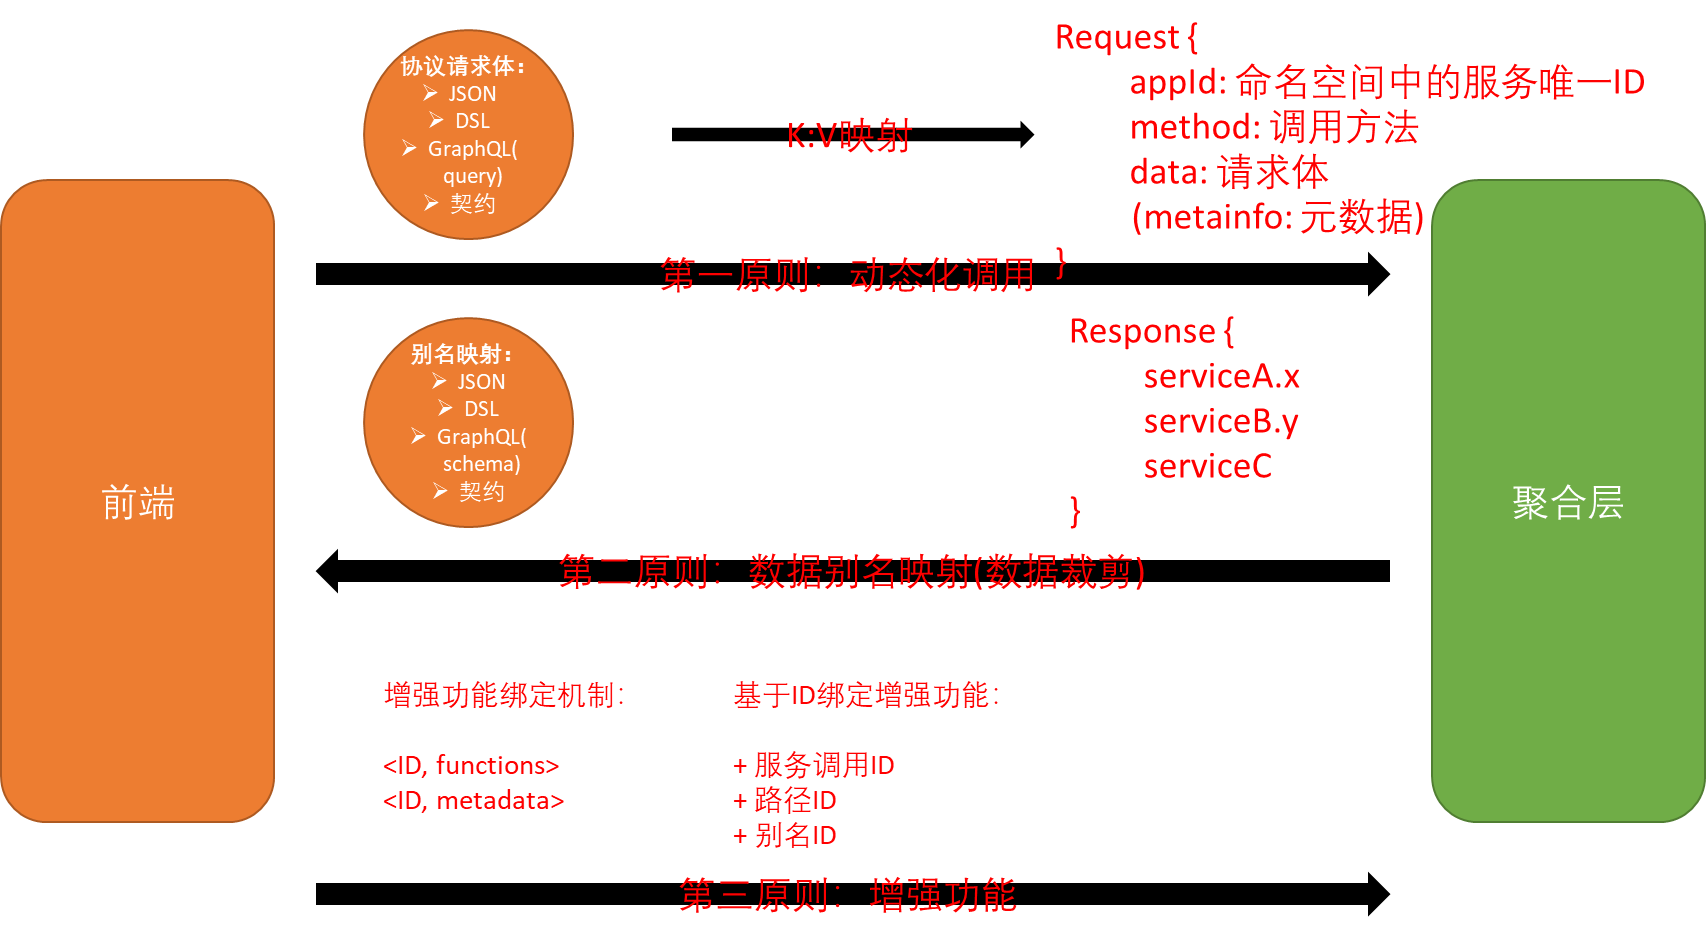 协议请求体：
JSON
DSL
GraphQL(
query)
契约
K:V映射
Request {
appId: 命名空间中的服务唯一ID
method: 调用方法
data: 请求体
(metainfo: 元数据)
}
第一原则：动态化调用
别名映射：
JSON
DSL
GraphQL(
schema)
契约
Response {
serviceA.x
serviceB.y
serviceC
}
前端
聚合层
第二原则：数据别名映射(数据裁剪)
增强功能绑定机制：
<ID, functions>
<ID, metadata>
基于ID绑定增强功能：
+ 服务调用ID
+ 路径ID
+ 别名ID
第三原则：增强功能